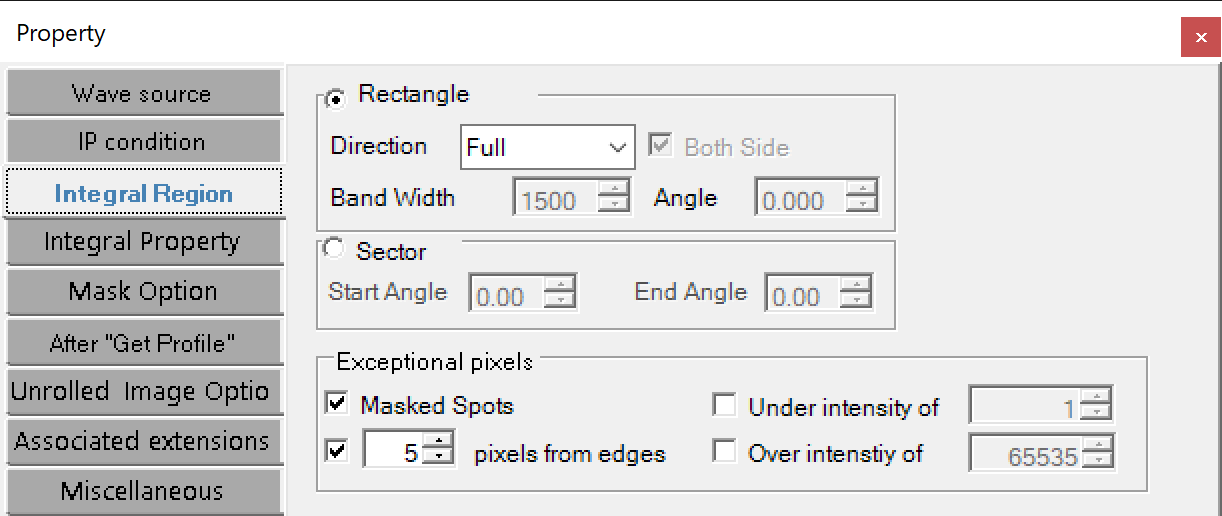 Property
×
Wave source
IP condition
Integral Region
Integral Property
Mask Option
After "Get Profile"
Unrolled Image Optio
Associated extensions
Miscellaneous
Rectangle
Direction Full Both Side
Band Width 1500 Angle 0.000
Sector
Start Angle 0.00 End Angle 0.00
Exceptional pixels
Masked Spots Under intensity of 1
5 pixels from edges Over intenstiy of 65535